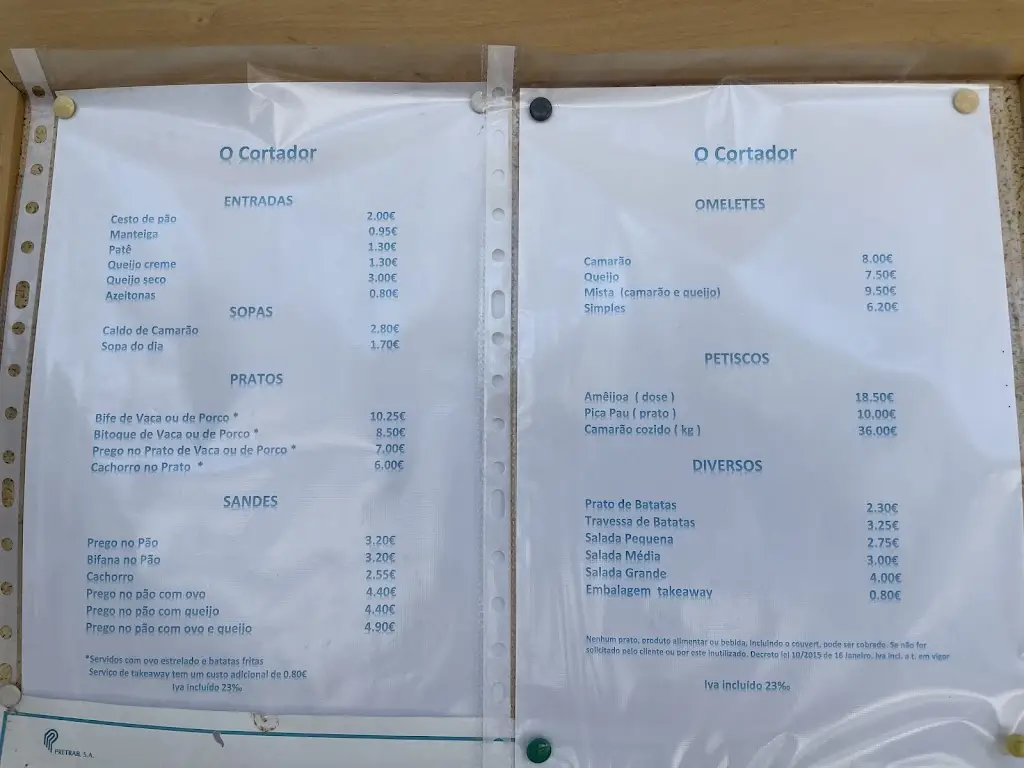 O Cortador
ENTRADAS
Cesto de pão 2.00€
Manteiga 0.95€
Patê 1.30€
Queijo creme 1.30€
Queijo seco 3.00€
Azeitonas 0.80€
SOPAS
Caldo de Camarão 2.80€
Sopa do dia 1.70€
PRATOS
Bife de Vaca ou de Porco * 10.25€
Bitoque de Vaca ou de Porco * 8.50€
Prego no Prato de Vaca ou de Porco * 7.00€
Cachorro no Prato * 6.00€
SANDES
Prego no Pão 3.20€
Bifana no Pão 3.20€
Cachorro 2.55€
Prego no pão com ovo 4.40€
Prego no pão com queijo 4.40€
Prego no pão com ovo e queijo 4.90€
*Servidos com ovo estrelado e batatas fritas
Serviço de takeaway tem um custo adicional de 0.80€
Iva incluído 23‰
PRETRAB, S.A.
O Cortador
OMELETES
Camarão 8.00€
Queijo 7.50€
Mista (camarão e queijo) 9.50€
Simples 6.20€
PETISCOS
Amêijoa ( dose ) 18.50€
Pica Pau ( prato ) 10.00€
Camarão cozido ( kg ) 36.00€
DIVERSOS
Prato de Batatas 2.30€
Travessa de Batatas 3.25€
Salada Pequena 2.75€
Salada Média 3.00€
Salada Grande 4.00€
Embalagem takeaway 0.80€
Nenhum prato, produto alimentar ou bebida, incluindo o couvert, pode ser cobrado. Se não for
solicitado pelo cliente ou por este inutilizado. Decreto lei 10/2015 de 16 Janeiro. Iva incl. a t. em vigor
Iva incluído 23‰